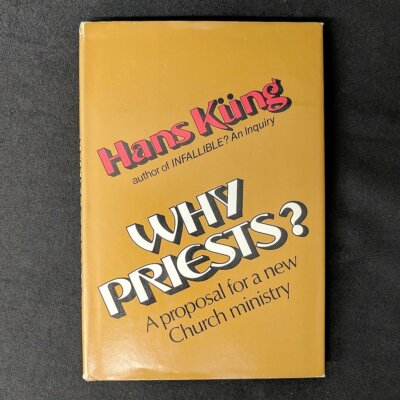 Hans Küng
author of INFALLIBLE? An Inquiry
WHY
PRIESTS?
A proposal for a new
Church ministry